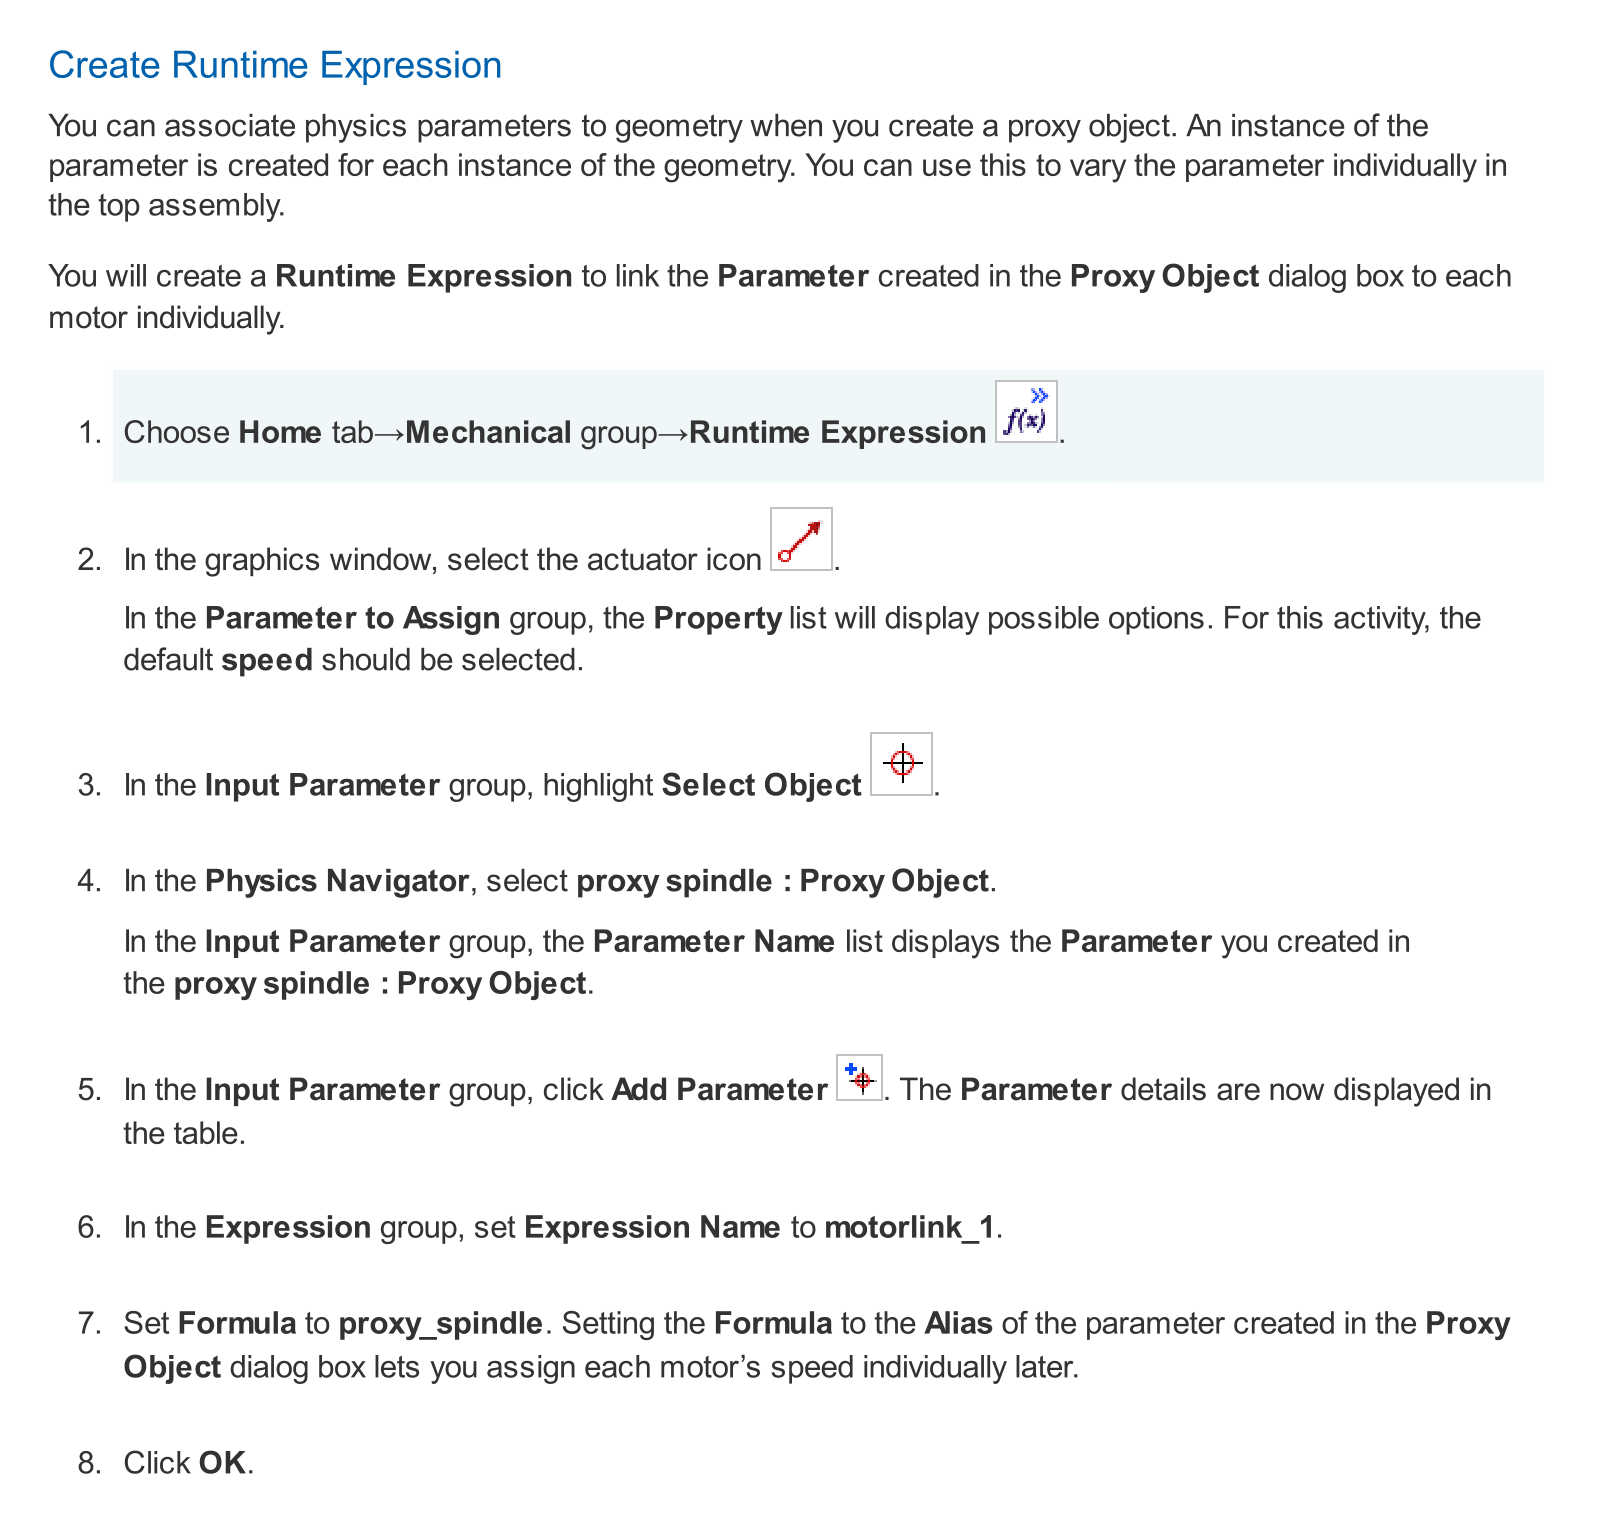 Create Runtime Expression
You can associate physics parameters to geometry when you create a proxy object. An instance of the
parameter is created for each instance of the geometry. You can use this to vary the parameter individually in
the top assembly.
You will create a Runtime Expression to link the Parameter created in the Proxy Object dialog box to each
motor individually.
1. Choose Home tab→Mechanical group→Runtime Expression f(x).
2. In the graphics window, select the actuator icon .
In the Parameter to Assign group, the Property list will display possible options. For this activity, the
default speed should be selected.
3. In the Input Parameter group, highlight Select Object .
4. In the Physics Navigator, select proxy spindle : Proxy Object.
In the Input Parameter group, the Parameter Name list displays the Parameter you created in
the proxy spindle : Proxy Object.
5. In the Input Parameter group, click Add Parameter . The Parameter details are now displayed in
the table.
6. In the Expression group, set Expression Name to motorlink_1.
7. Set Formula to proxy_spindle. Setting the Formula to the Alias of the parameter created in the Proxy
Object dialog box lets you assign each motor’s speed individually later.
8. Click OK.